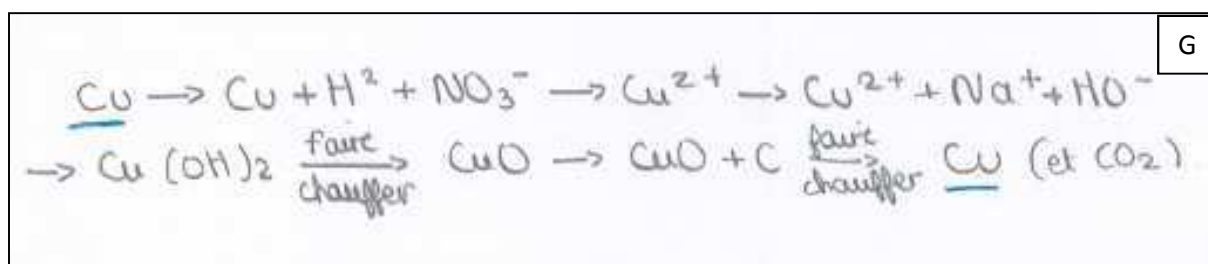 G
Cu → Cu + H² + NO₃⁻ → Cu²⁺ → Cu²⁺ + Na⁺ + HO⁻
→ Cu (OH)₂ faire chauffer → CuO → CuO + C faire chauffer → Cu (et CO₂)